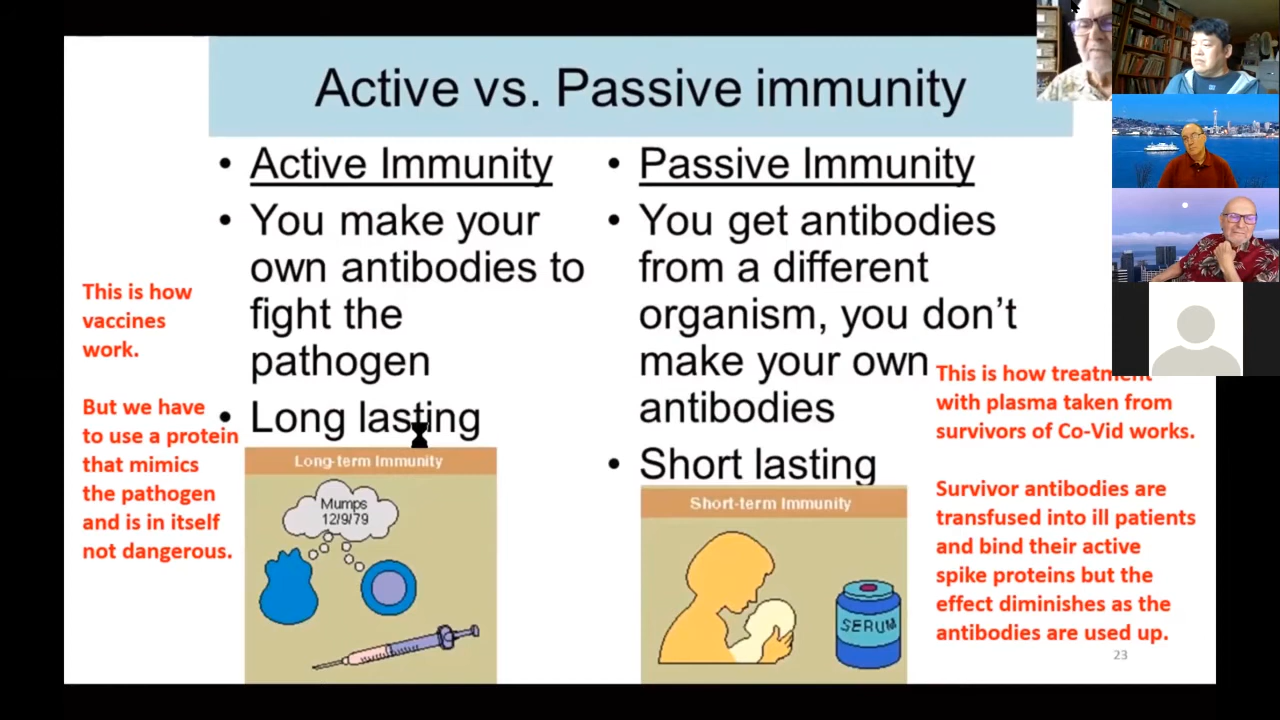 Active vs. Passive immunity
• Active Immunity
• You make your
own antibodies to
fight the
pathogen
• Long lasting
Long-term Immunity
Mumps
12/9/79
This is how
vaccines
work.
But we have
to use a protein
that mimics
the pathogen
and is in itself
not dangerous.
• Passive Immunity
• You get antibodies
from a different
organism, you don't
make your own
antibodies
• Short lasting
Short-term Immunity
SERUM
This is how treatment
with plasma taken from
survivors of Co-Vid works.
Survivor antibodies are
transfused into ill patients
and bind their active
spike proteins but the
effect diminishes as the
antibodies are used up.
23